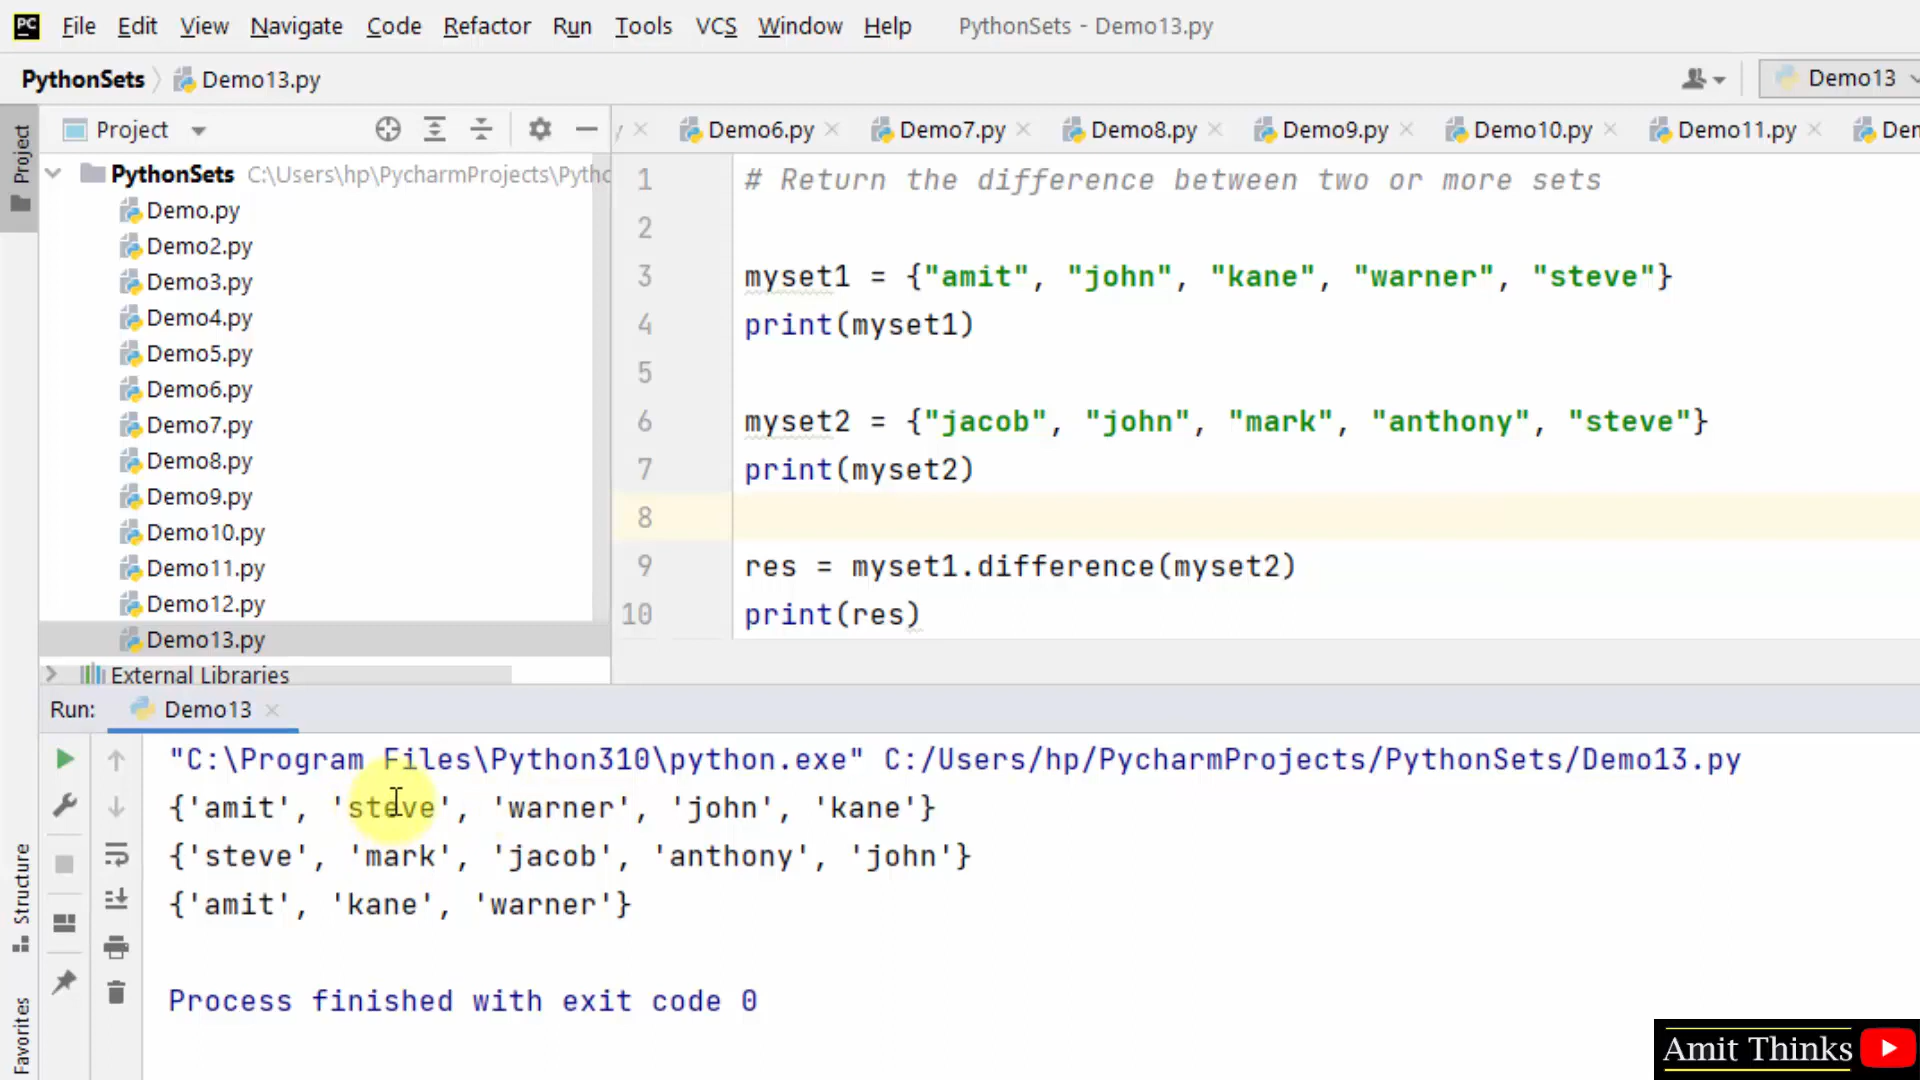 PC File Edit View Navigate Code Refactor Run Tools VCS Window Help PythonSets - Demo13.py
PythonSets Demo13.py Demo13
Project Project Demo6.py Demo7.py Demo8.py Demo9.py Demo10.py Demo11.py
PythonSets C:\Users\hp\PycharmProjects\Pytho
Demo.py
Demo2.py
Demo3.py
Demo4.py
Demo5.py
Demo6.py
Demo7.py
Demo8.py
Demo9.py
Demo10.py
Demo11.py
Demo12.py
Demo13.py
External Libraries
1 # Return the difference between two or more sets
2
3 myset1 = {"amit", "john", "kane", "warner", "steve"}
4 print(myset1)
5
6 myset2 = {"jacob", "john", "mark", "anthony", "steve"}
7 print(myset2)
8
9 res = myset1.difference(myset2)
10 print(res)
Run: Demo13
"C:\Program Files\Python310\python.exe" C:/Users/hp/PycharmProjects/PythonSets/Demo13.py
{'amit', 'steve', 'warner', 'john', 'kane'}
{'steve', 'mark', 'jacob', 'anthony', 'john'}
{'amit', 'kane', 'warner'}
Process finished with exit code 0
Structure
Favorites
Amit Thinks